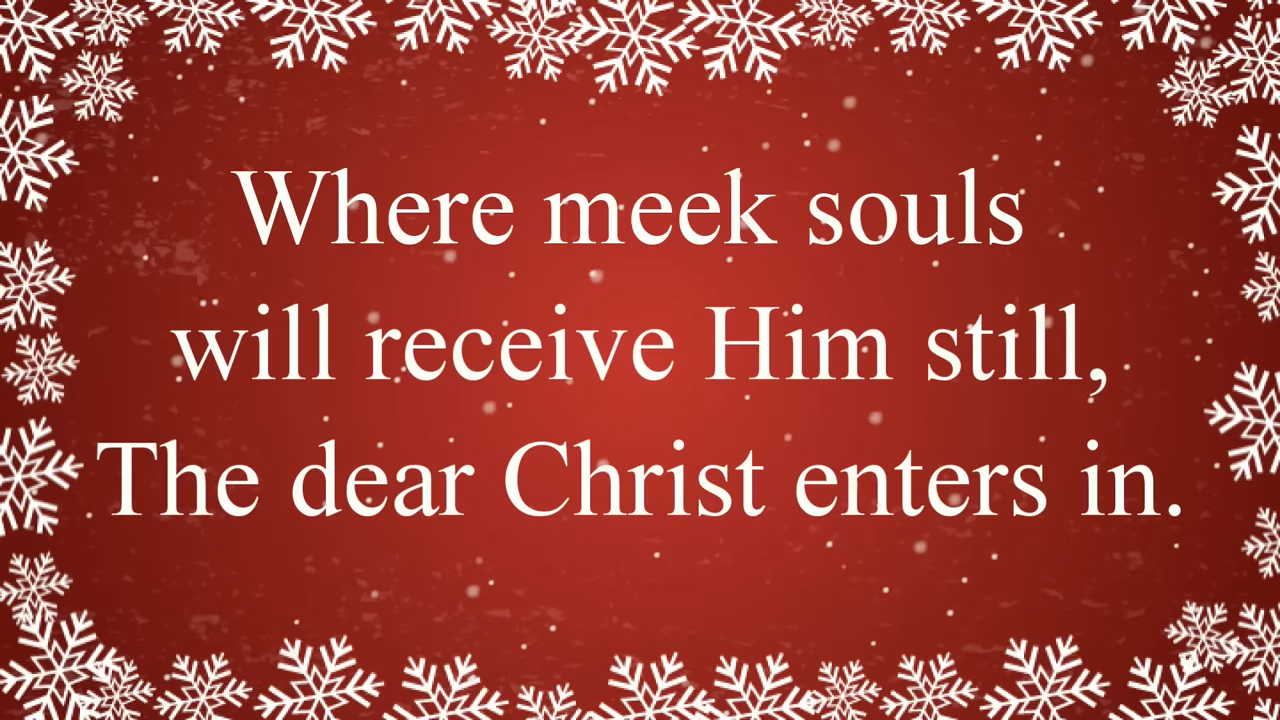 Where meek souls
will receive Him still,
The dear Christ enters in.